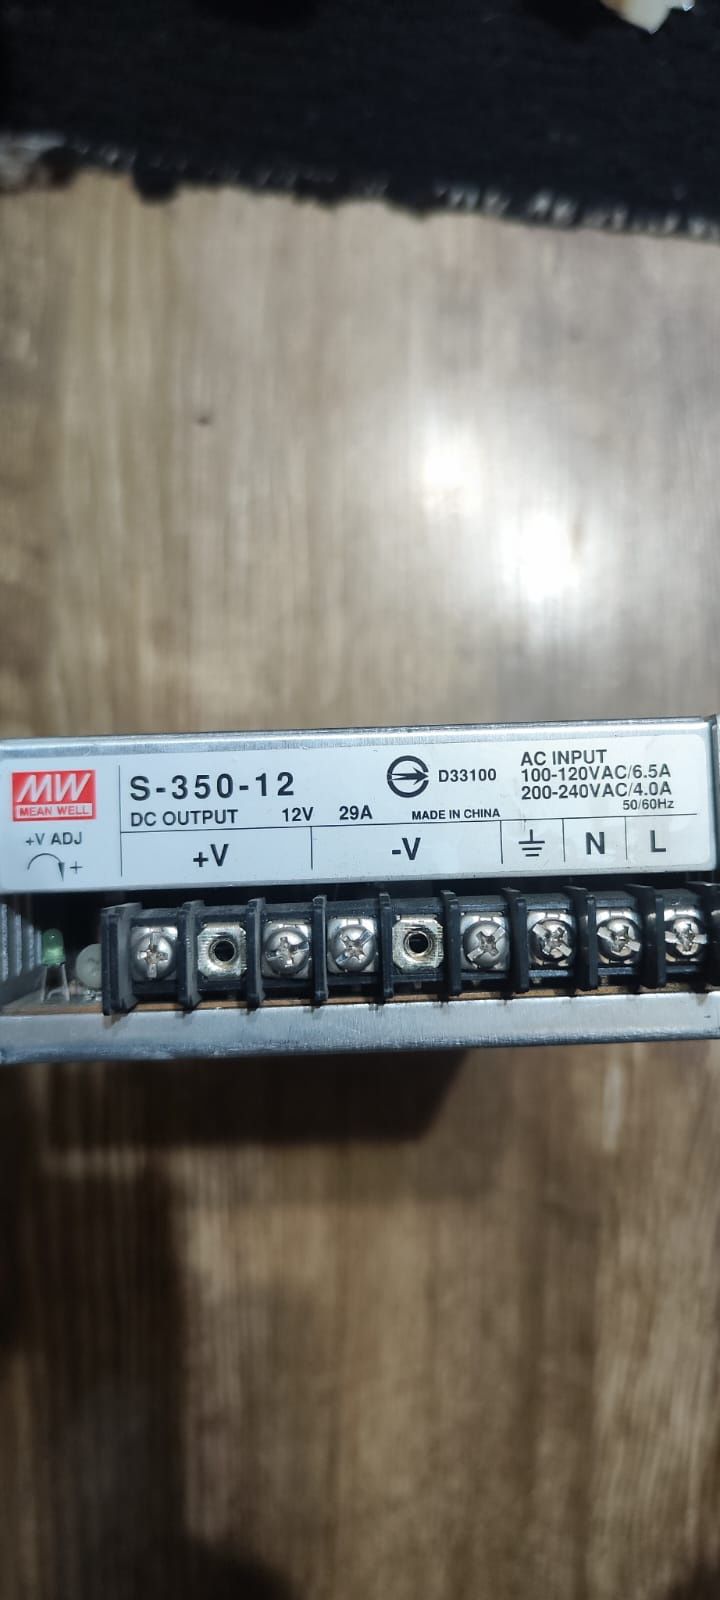 MW
MEAN WELL
+V ADJ
+
S-350-12
DC OUTPUT 12V 29A MADE IN CHINA
D33100
AC INPUT
100-120VAC/6.5A
200-240VAC/4.0A
50/60Hz
+V -V N L